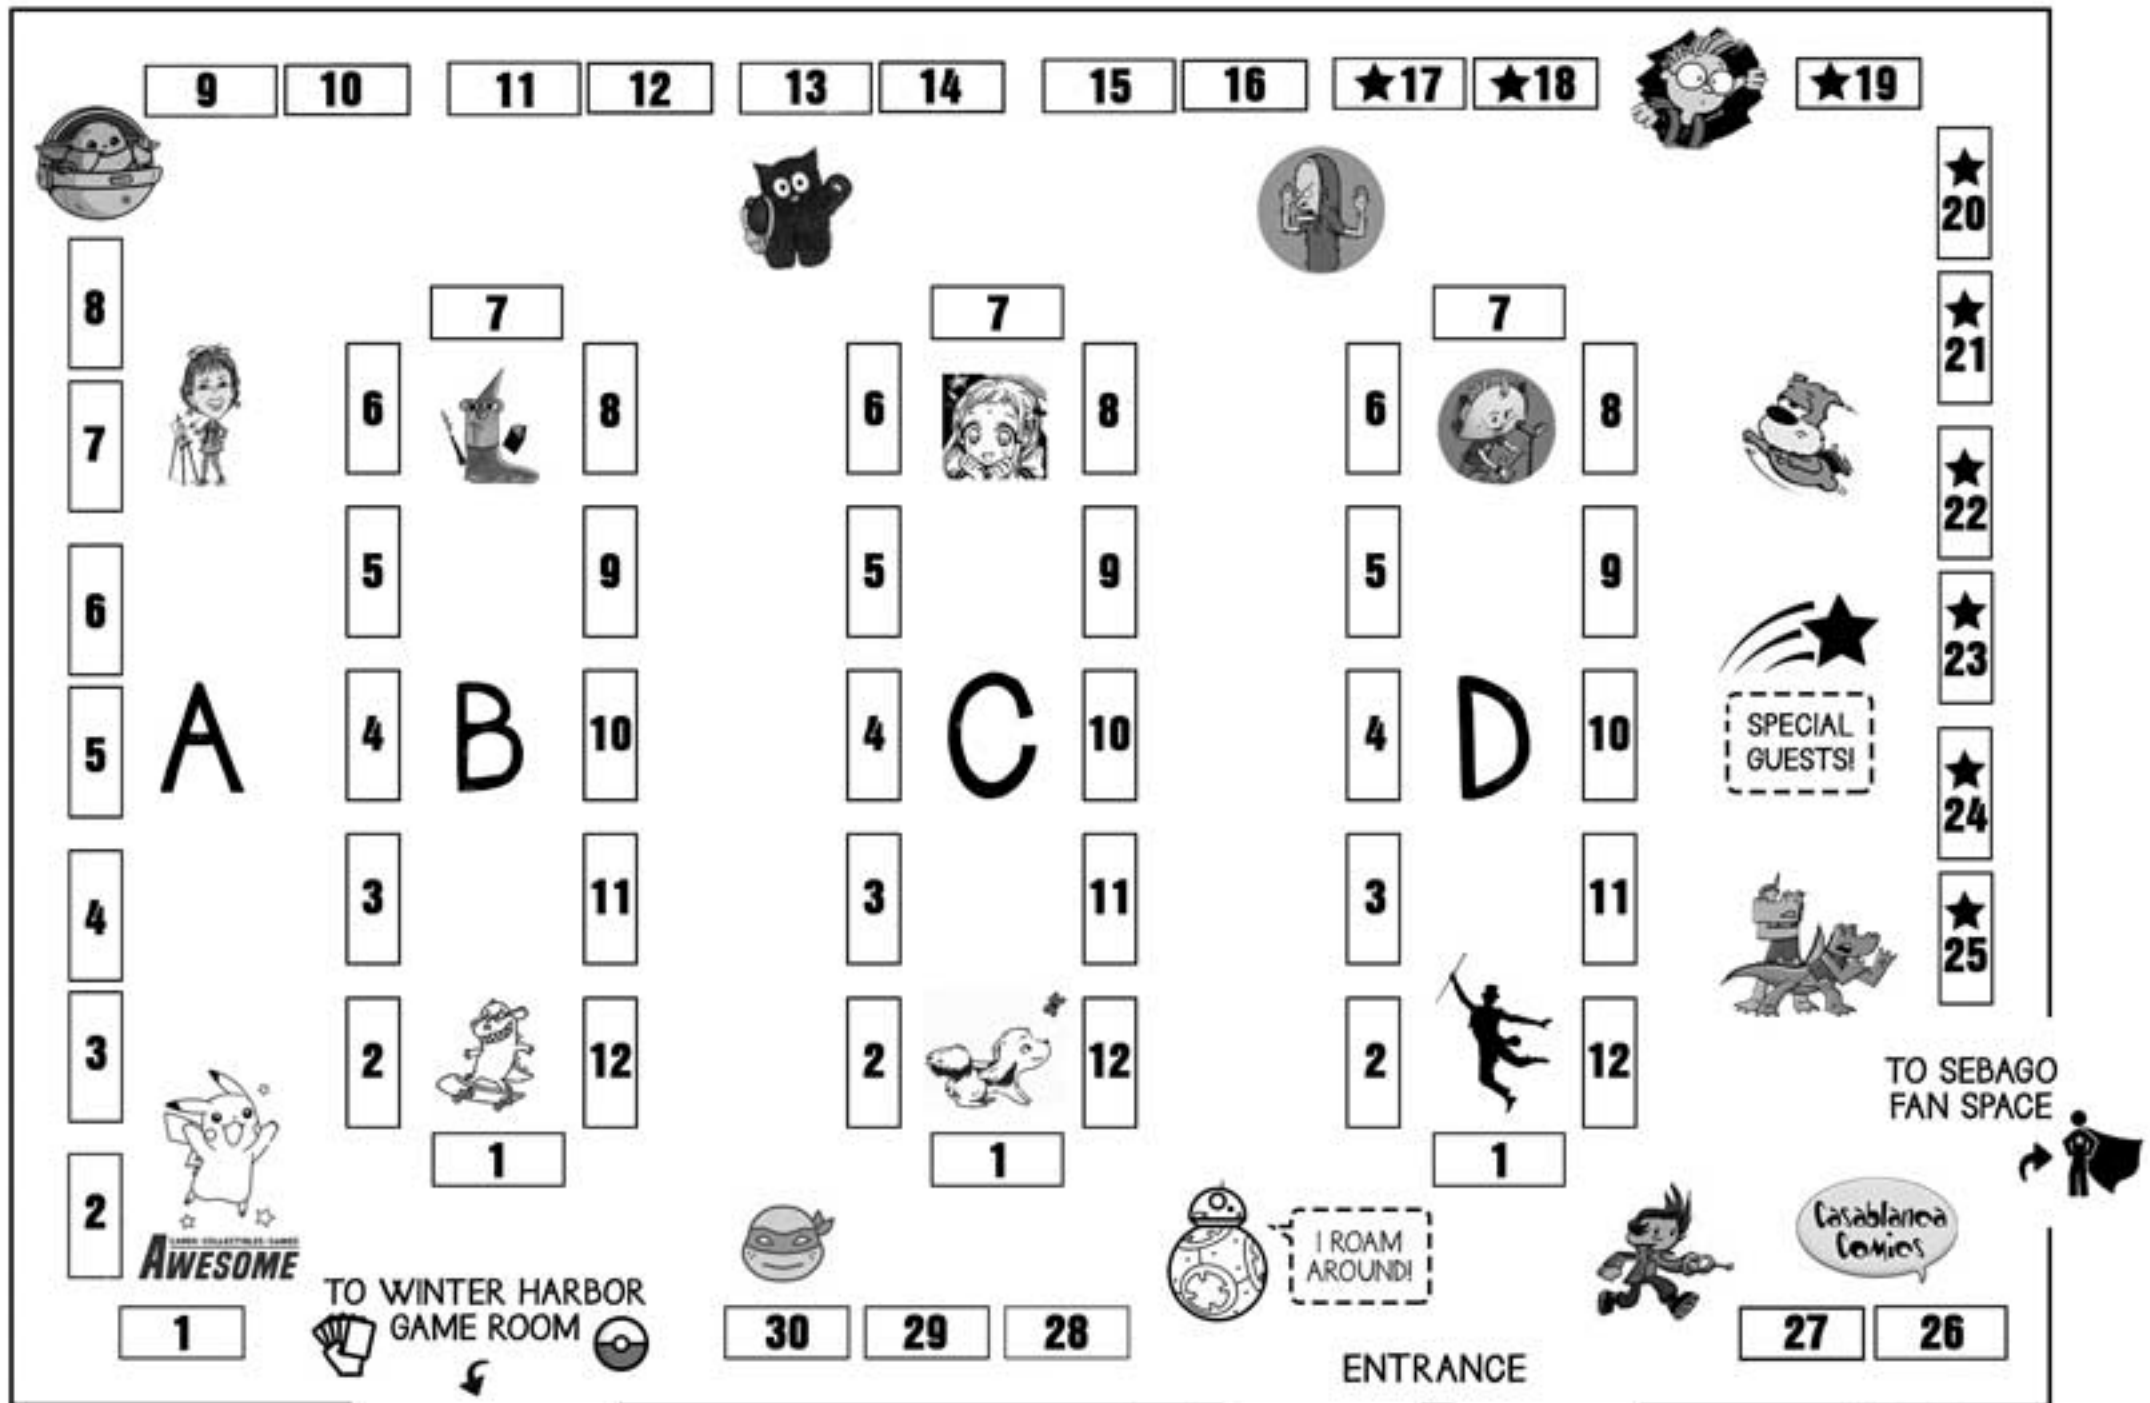 9 10 11 12 13 14 15 16 ★17 ★18 ★19
★
20
8
7 7 7
★
21
6 8 6 8 6 8
7
★
22
5 9 5 9 5 9
6
★
23
A
B
C
D
5
4 10 4 10 4 10
SPECIAL
GUESTS!
★
24
4
3 11 3 11 3 11
★
25
3
2 12 2 12 2 12
TO SEBAGO
FAN SPACE
1 1 1
2
CARDS COLLECTIBLES GAMES
AWESOME
Casablanca
Comics
I ROAM
AROUND!
TO WINTER HARBOR
GAME ROOM
1 30 29 28 27 26
ENTRANCE